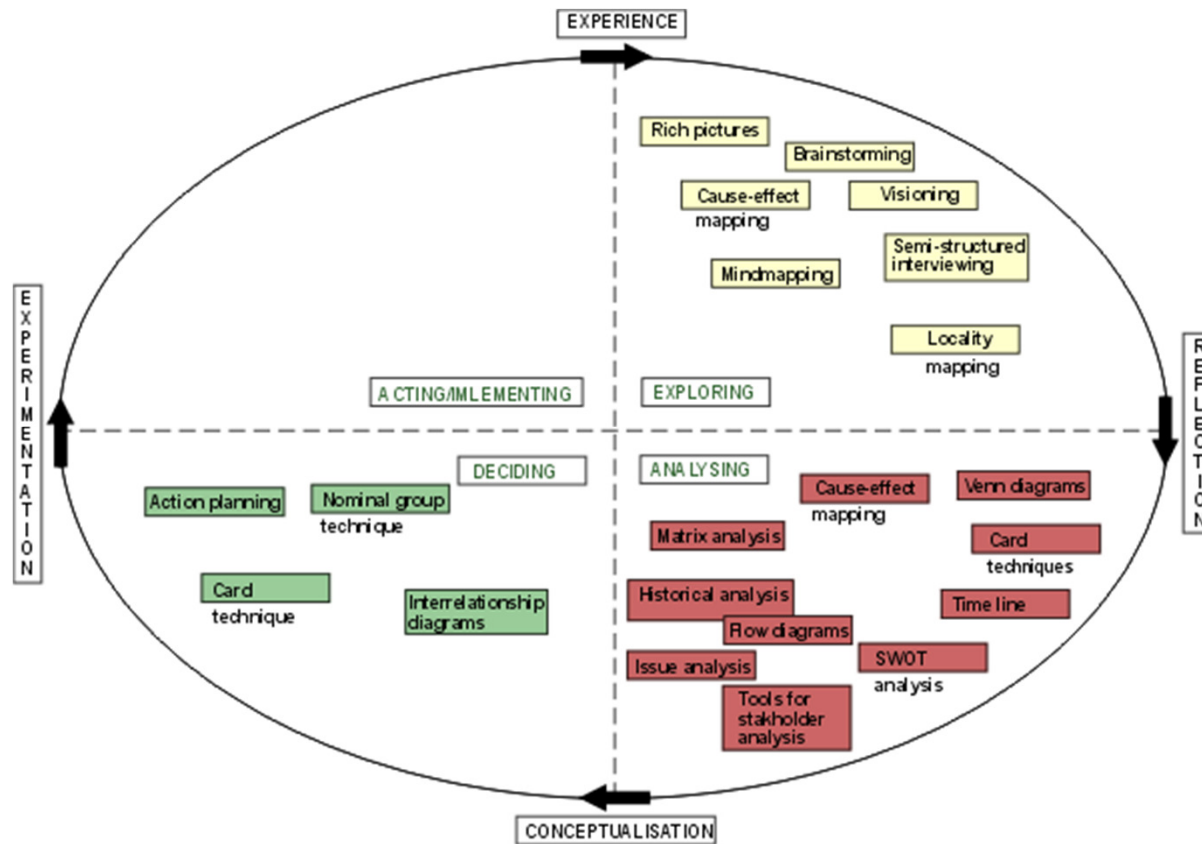 EXPERIENCE
Rich pictures
Brainstorming
Cause-effect
mapping
Visioning
Semi-structured
interviewing
Mindmapping
Locality
mapping
EXPERIMENTATION
REFLECTION
ACTING/IMLEMENTING
EXPLORING
DECIDING
ANALYSING
Action planning
Nominal group
technique
Card
technique
Interrelationship
diagrams
Cause-effect
mapping
Venn diagrams
Matrix analysis
Card
techniques
Historical analysis
Time line
Flow diagrams
Issue analysis
SWOT
analysis
Tools for
stakholder
analysis
CONCEPTUALISATION